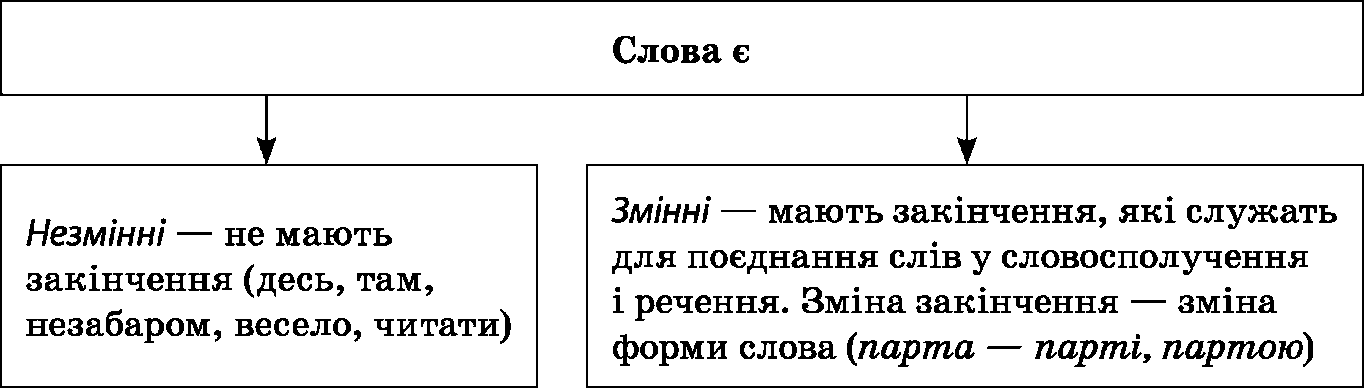 Слова є
Незмінні — не мають
закінчення (десь, там,
незабаром, весело, читати)
Змінні — мають закінчення, які служать
для поєднання слів у словосполучення
і речення. Зміна закінчення — зміна
форми слова (парта — парті, партою)